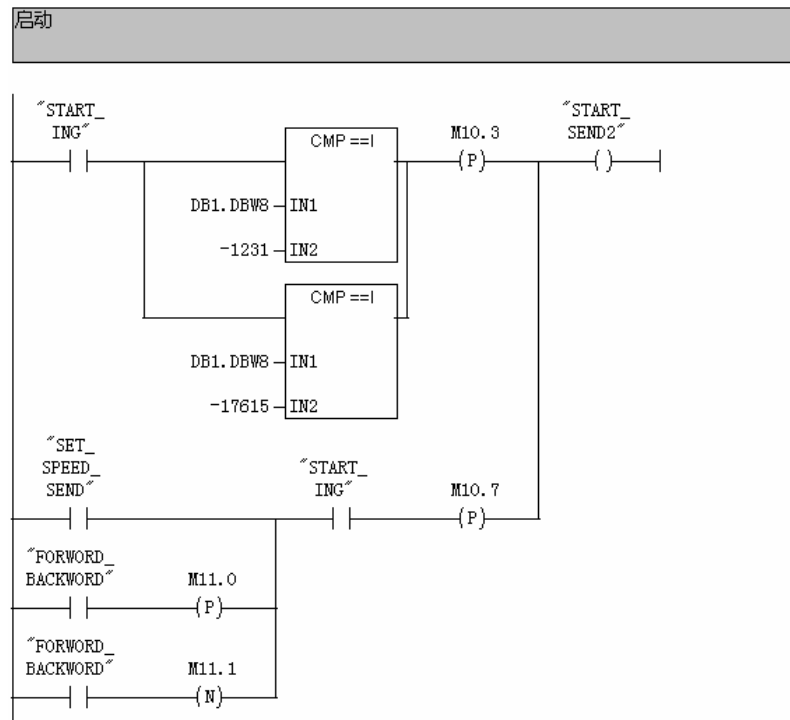 启动
"START_
ING"
CMP ==I
M10.3
(P)
"START_
SEND2"
( )
DB1.DBW8
IN1
-1231
IN2
CMP ==I
DB1.DBW8
IN1
-17615
IN2
"SET_
SPEED_
SEND"
"START_
ING"
M10.7
(P)
"FORWORD_
BACKWORD"
M11.0
(P)
"FORWORD_
BACKWORD"
M11.1
(N)